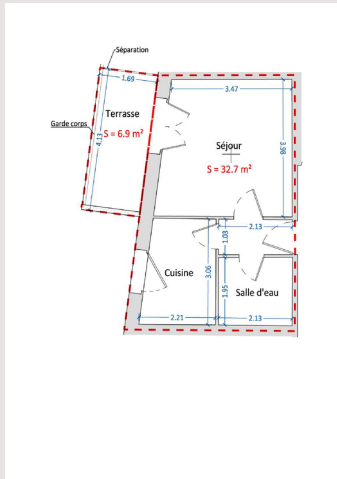 Séparation
1.69
3.47
Terrasse
Garde corps
S = 6.9 m²
4.13
Séjour
3.98
S = 32.7 m²
2.13
1.03
Cuisine
3.06
Salle d'eau
1.95
2.21
2.13